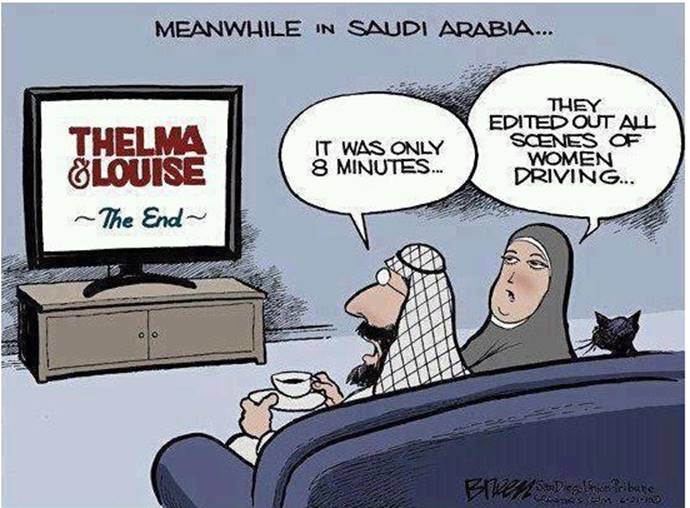 MEANWHILE IN SAUDI ARABIA...
THELMA
& LOUISE
~ The End ~
IT WAS ONLY
8 MINUTES...
THEY
EDITED OUT ALL
SCENES OF
WOMEN
DRIVING...
BREEN San Diego Union-Tribune